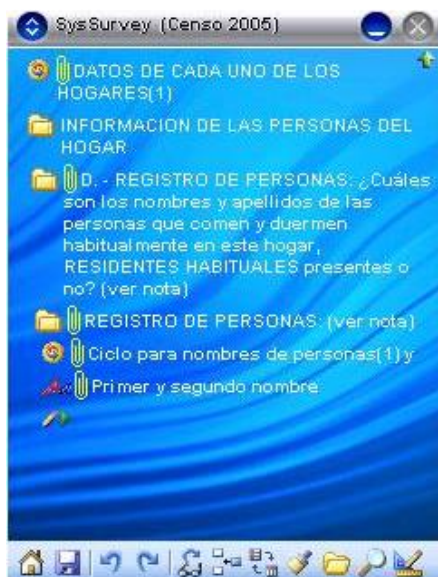 SysSurvey (Censo 2005)
DATOS DE CADA UNO DE LOS
HOGARES(1)
INFORMACION DE LAS PERSONAS DEL
HOGAR
D. - REGISTRO DE PERSONAS: ¿Cuáles
son los nombres y apellidos de las
personas que comen y duermen
habitualmente en este hogar,
RESIDENTES HABITUALES presentes o
no? (ver nota)
REGISTRO DE PERSONAS: (ver nota)
Ciclo para nombres de personas(1) y
Primer y segundo nombre